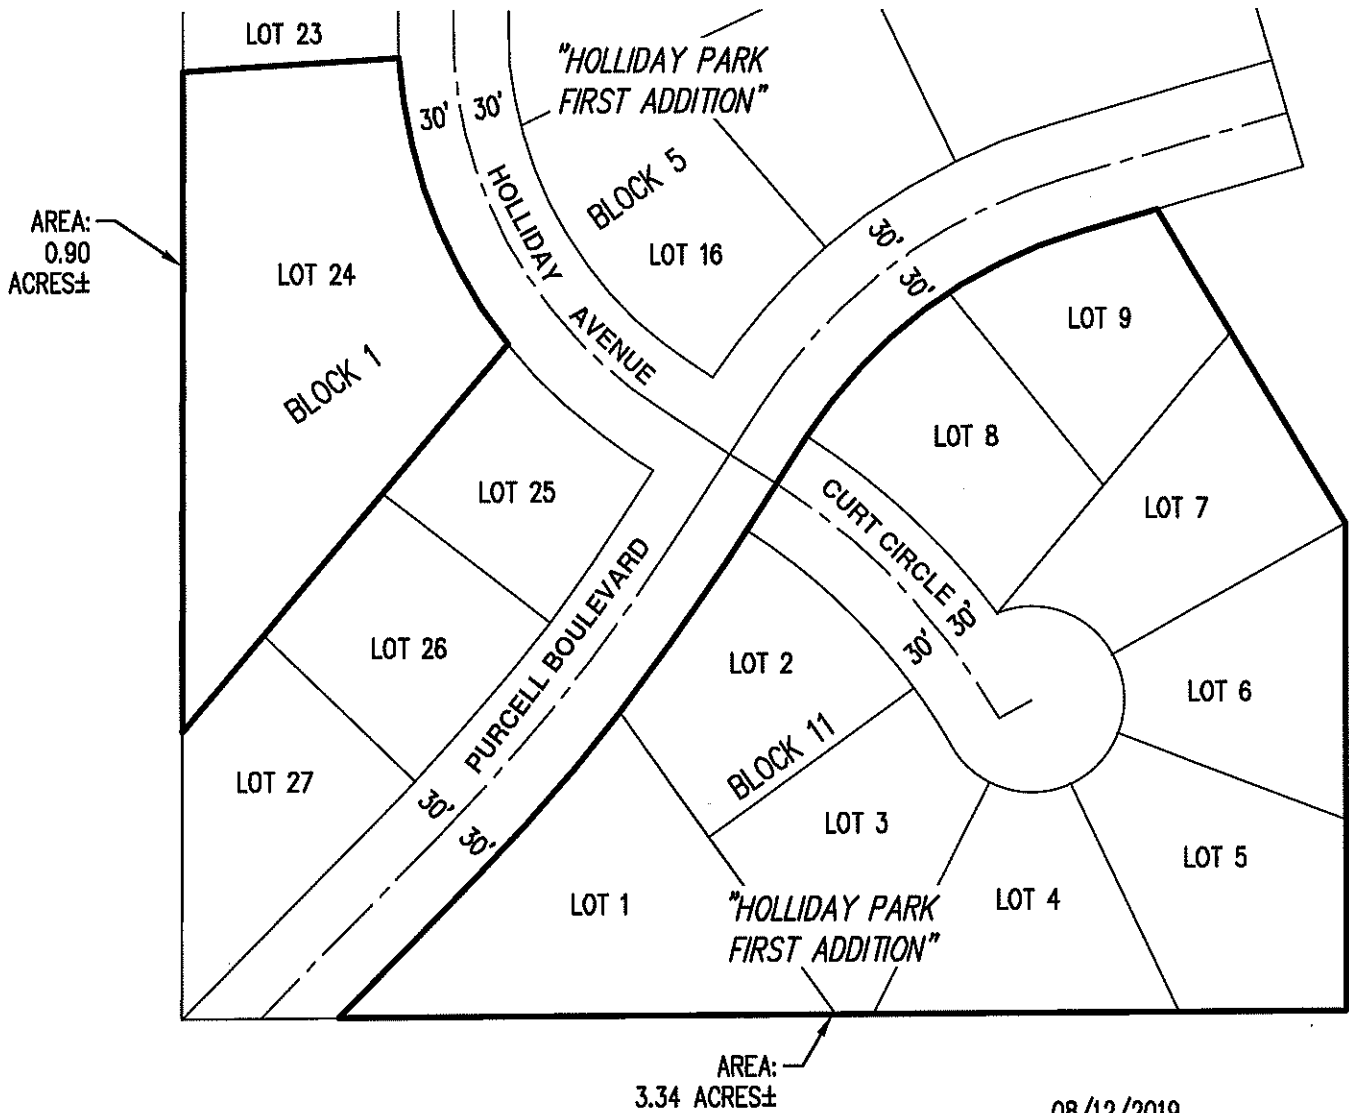 LOT 23
"HOLLIDAY PARK
FIRST ADDITION"
30' 30'
HOLLIDAY AVENUE
BLOCK 5
LOT 16
AREA:
0.90
ACRES±
LOT 24
BLOCK 1
30'
30'
LOT 9
LOT 8
LOT 7
LOT 25
CURT CIRCLE
30'
30'
LOT 26
PURCELL BOULEVARD
LOT 2
LOT 6
BLOCK 11
LOT 27
30'
30'
LOT 3
LOT 5
LOT 1
LOT 4
"HOLLIDAY PARK
FIRST ADDITION"
AREA:
3.34 ACRES±
08/12/2019